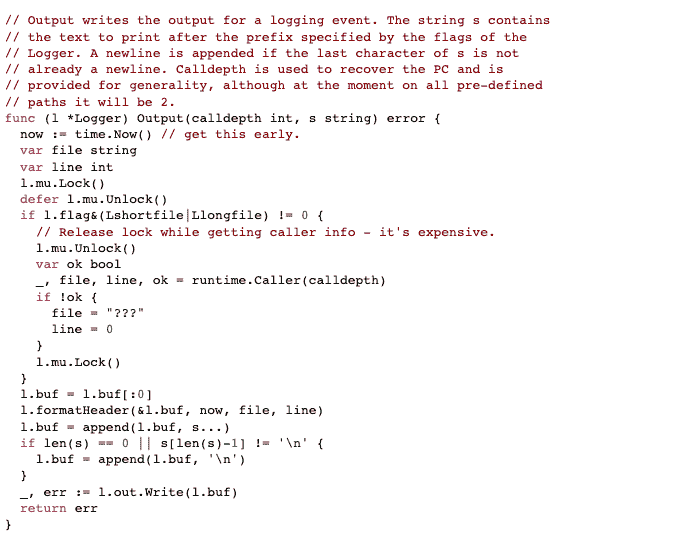 // Output writes the output for a logging event. The string s contains
// the text to print after the prefix specified by the flags of the
// Logger. A newline is appended if the last character of s is not
// already a newline. Calldepth is used to recover the PC and is
// provided for generality, although at the moment on all pre-defined
// paths it will be 2.
func (l *Logger) Output(calldepth int, s string) error {
  now := time.Now() // get this early.
  var file string
  var line int
  l.mu.Lock()
  defer l.mu.Unlock()
  if l.flag&(Lshortfile|Llongfile) != 0 {
    // Release lock while getting caller info - it's expensive.
    l.mu.Unlock()
    var ok bool
    _, file, line, ok = runtime.Caller(calldepth)
    if !ok {
      file = "???"
      line = 0
    }
    l.mu.Lock()
  }
  l.buf = l.buf[:0]
  l.formatHeader(&l.buf, now, file, line)
  l.buf = append(l.buf, s...)
  if len(s) == 0 || s[len(s)-1] != '\n' {
    l.buf = append(l.buf, '\n')
  }
  _, err := l.out.Write(l.buf)
  return err
}